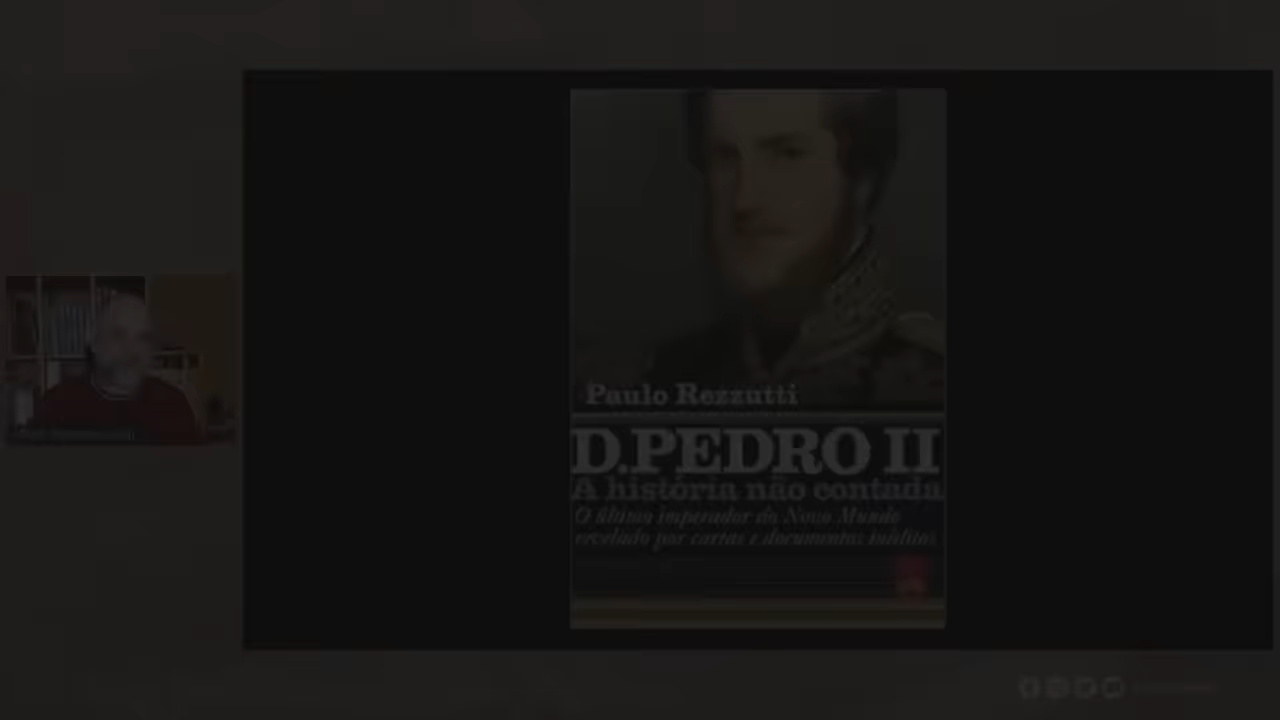 Paulo Rezzutti
D.PEDRO II
A história não contada
O último imperador do Novo Mundo
revelado por cartas e documentos inéditos